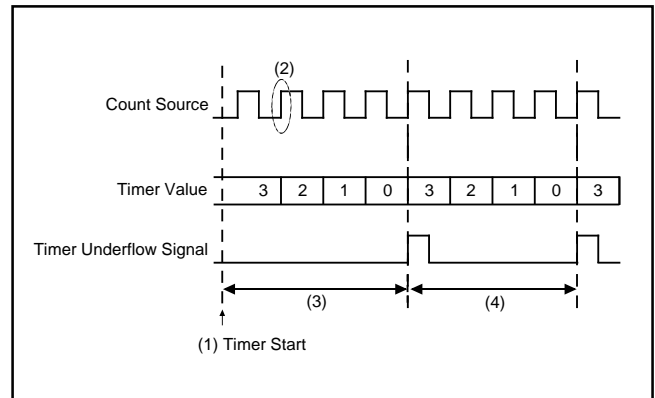 (2)
Count Source
Timer Value 3 2 1 0 3 2 1 0 3
Timer Underflow Signal
(3) (4)
(1) Timer Start